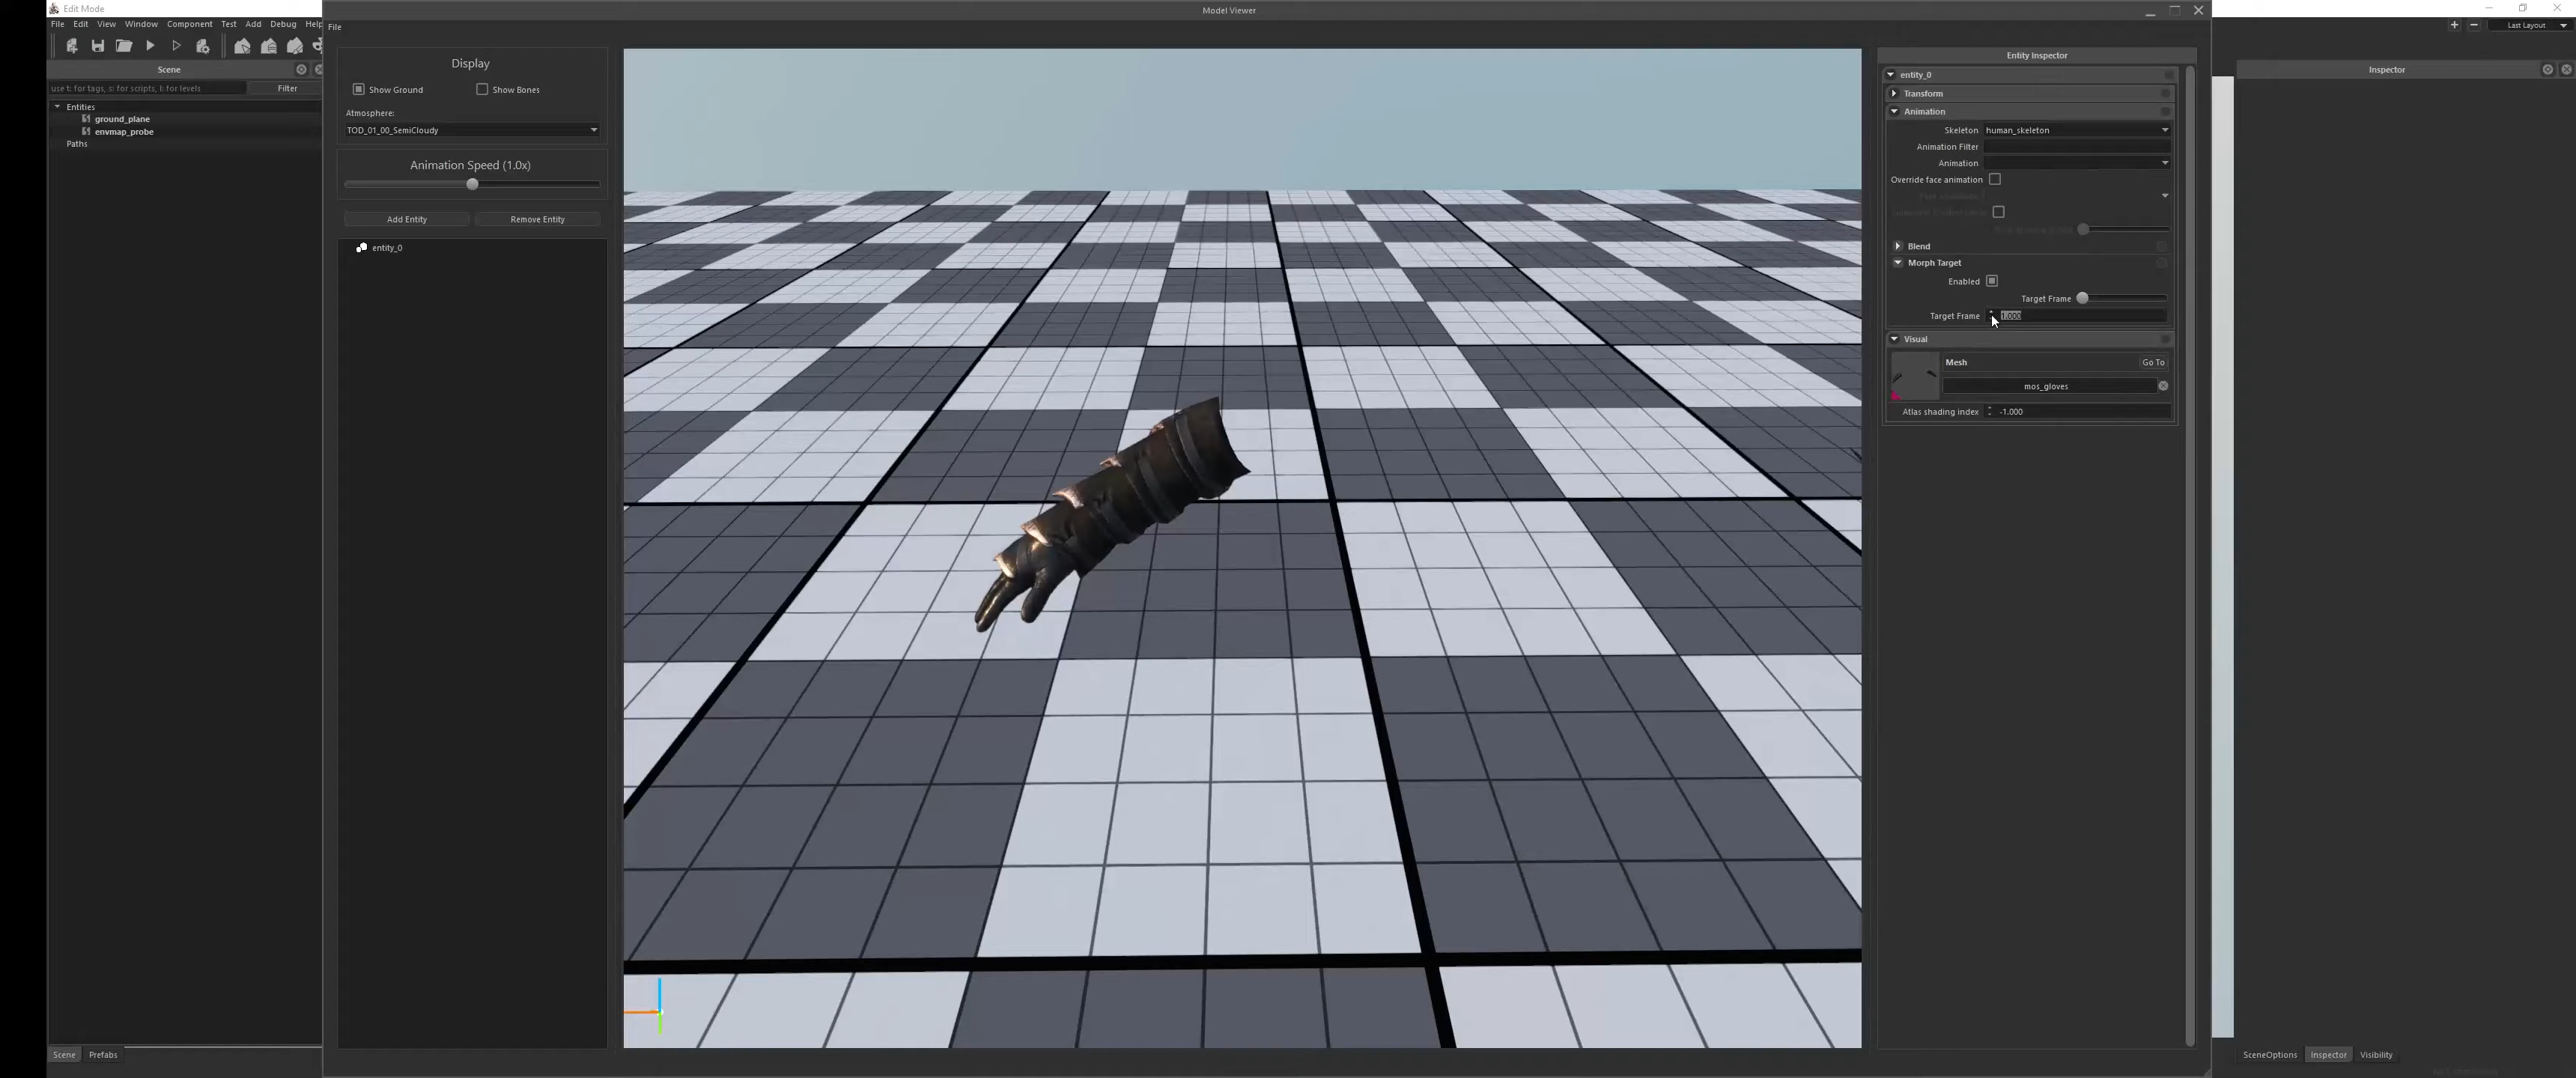 Edit Mode
File Edit View Window Component Test Add Debug Help
Scene
use t: for tags, s: for scripts, l: for levels
Filter
Entities
ground_plane
envmap_probe
Paths
Scene Prefabs
Model Viewer
File
Display
Show Ground Show Bones
Atmosphere:
TOD_01_00_SemiCloudy
Animation Speed (1.0x)
Add Entity Remove Entity
entity_0
Entity Inspector
entity_0
Transform
Animation
Skeleton human_skeleton
Animation Filter
Animation
Override face animation
Blend
Morph Target
Enabled
Target Frame
Target Frame 1.000
Visual
Mesh Go To
mos_gloves
Atlas shading index -1.000
Last Layout
Inspector
SceneOptions Inspector Visibility